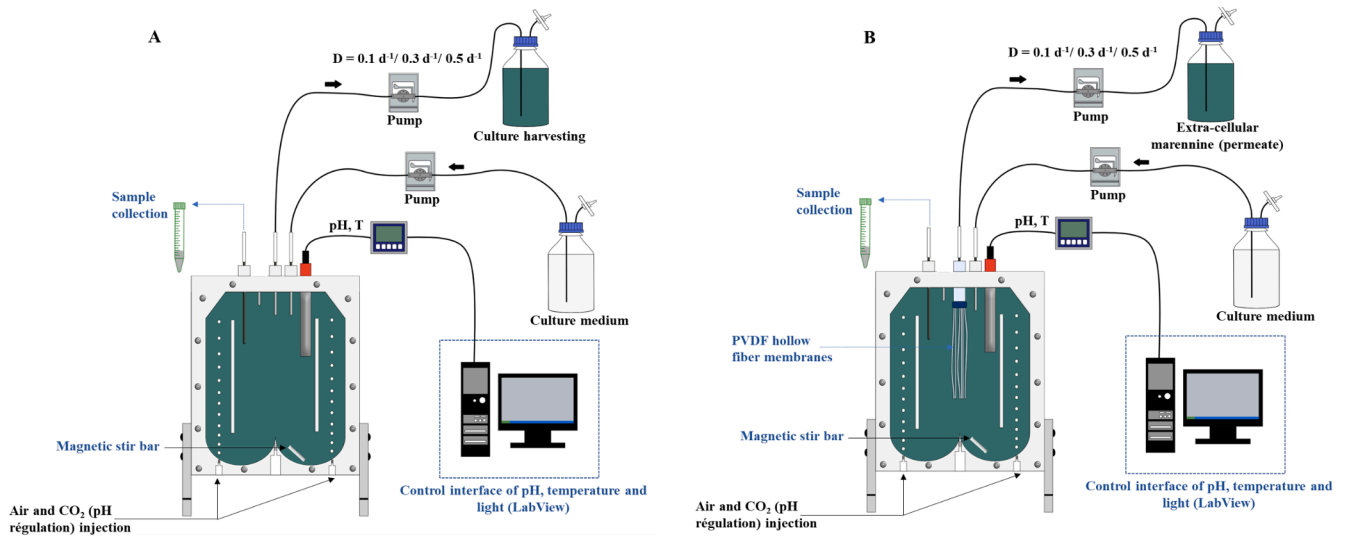 A
D = 0.1 d⁻¹/ 0.3 d⁻¹/ 0.5 d⁻¹
Pump
Culture harvesting
Pump
Sample
collection
pH, T
Culture medium
Magnetic stir bar
Control interface of pH, temperature and
light (LabView)
Air and CO₂ (pH
régulation) injection
B
D = 0.1 d⁻¹/ 0.3 d⁻¹/ 0.5 d⁻¹
Pump
Extra-cellular
marennine (permeate)
Pump
Sample
collection
pH, T
Culture medium
PVDF hollow
fiber membranes
Magnetic stir bar
Control interface of pH, temperature and
light (LabView)
Air and CO₂ (pH
régulation) injection